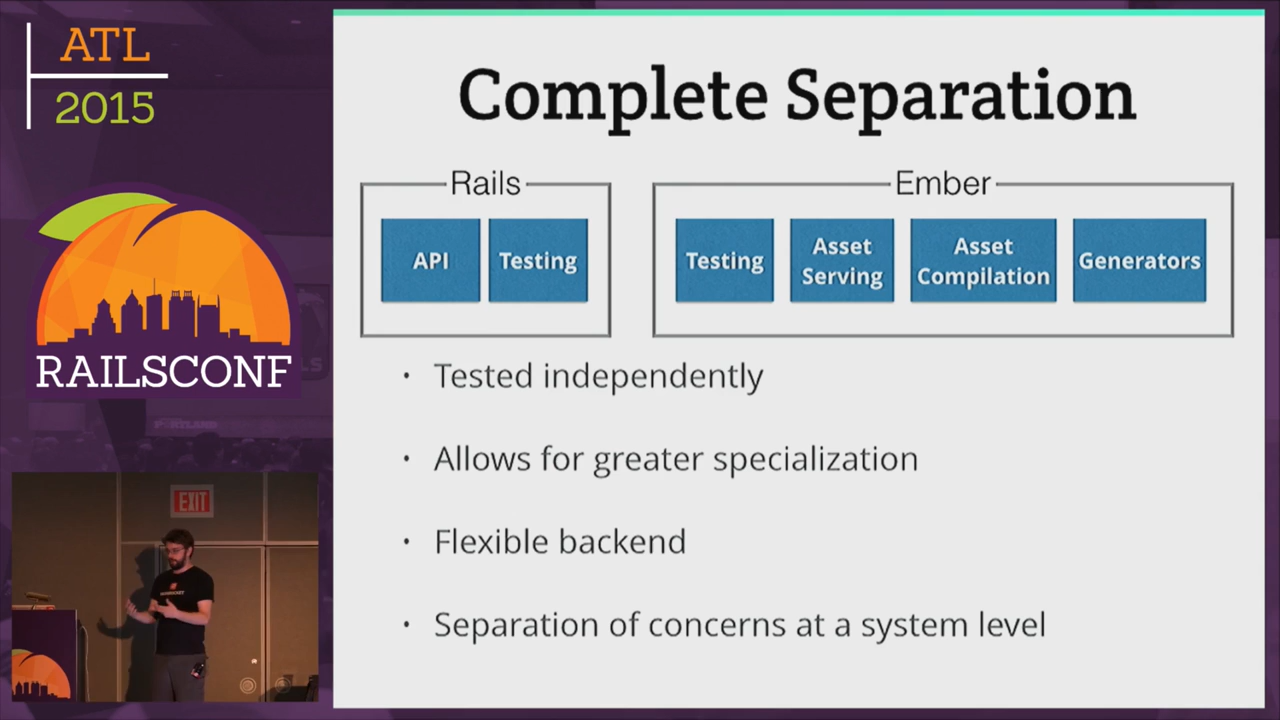 ATL
2015
RAILSCONF
Complete Separation
Rails
Ember
API
Testing
Testing
Asset
Serving
Asset
Compilation
Generators
• Tested independently
• Allows for greater specialization
• Flexible backend
• Separation of concerns at a system level
EXIT